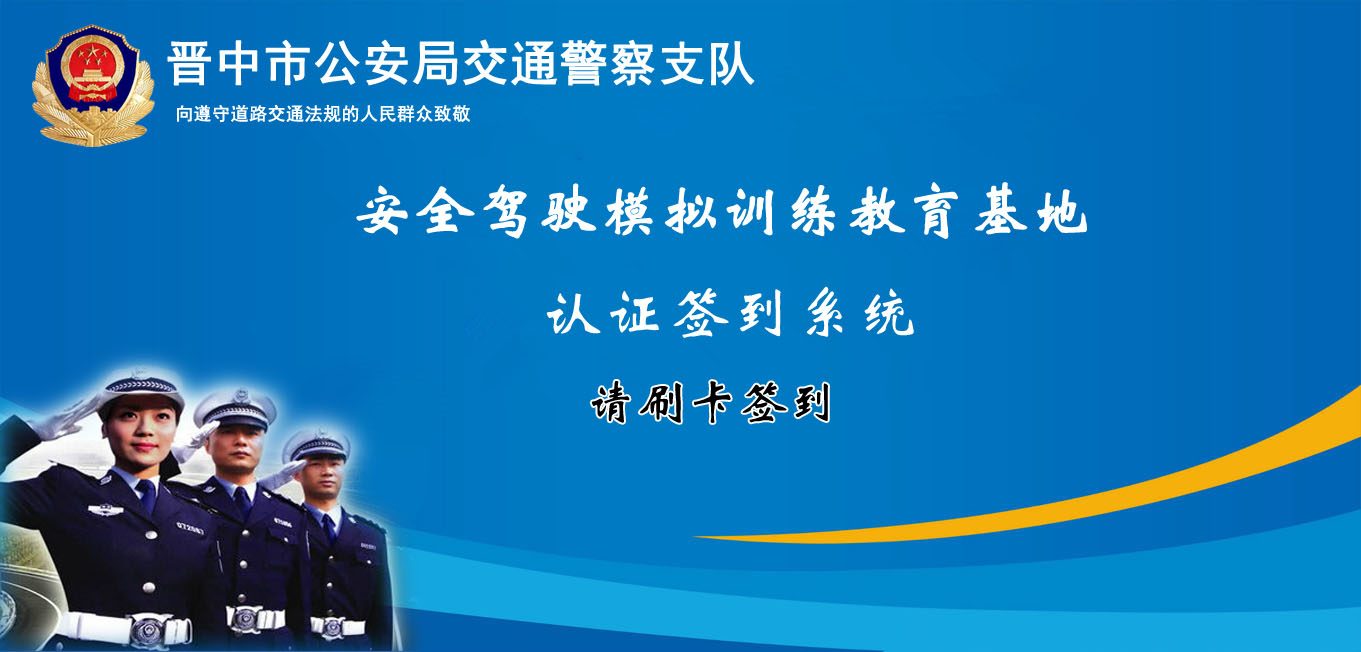 晋中市公安局交通警察支队
向遵守道路交通法规的人民群众致敬
安全驾驶模拟训练教育基地
认证签到系统
请刷卡签到